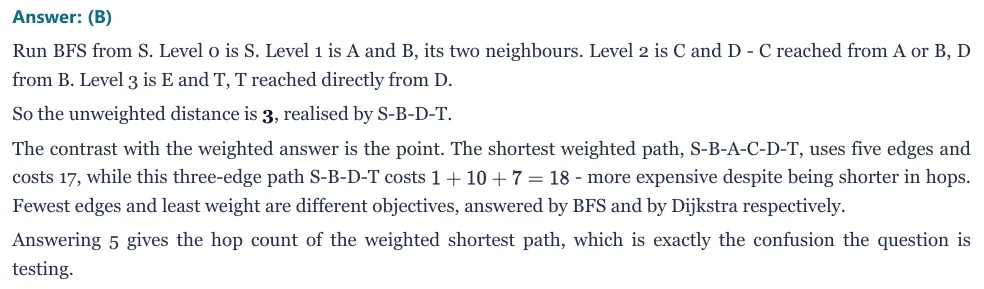 Answer: (B)
Run BFS from S. Level 0 is S. Level 1 is A and B, its two neighbours. Level 2 is C and D - C reached from A or B, D
from B. Level 3 is E and T, T reached directly from D.
So the unweighted distance is 3, realised by S-B-D-T.
The contrast with the weighted answer is the point. The shortest weighted path, S-B-A-C-D-T, uses five edges and
costs 17, while this three-edge path S-B-D-T costs 1 + 10 + 7 = 18 - more expensive despite being shorter in hops.
Fewest edges and least weight are different objectives, answered by BFS and by Dijkstra respectively.
Answering 5 gives the hop count of the weighted shortest path, which is exactly the confusion the question is
testing.